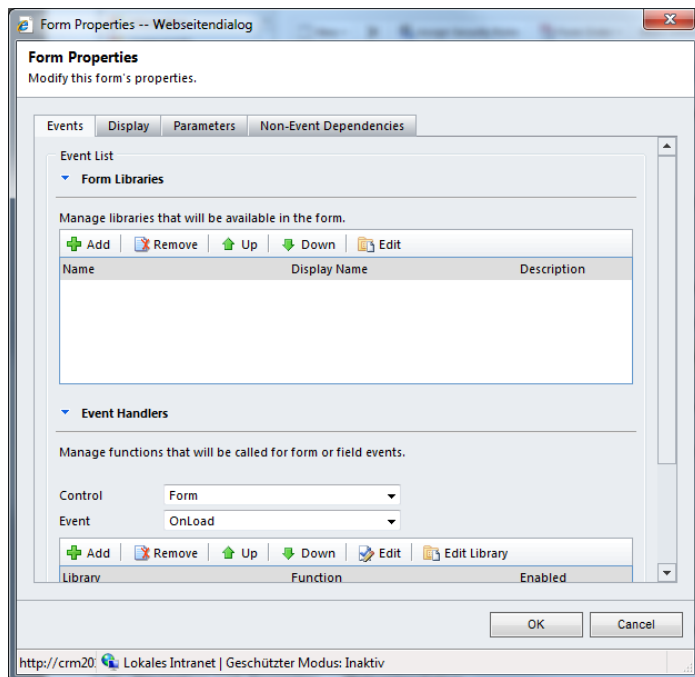 Form Properties -- Webseitendialog
Form Properties
Modify this form's properties.
Events Display Parameters Non-Event Dependencies
Event List
Form Libraries
Manage libraries that will be available in the form.
Add Remove Up Down Edit
Name Display Name Description
Event Handlers
Manage functions that will be called for form or field events.
Control Form
Event OnLoad
Add Remove Up Down Edit Edit Library
Library Function Enabled
OK Cancel
http://crm20 Lokales Intranet | Geschützter Modus: Inaktiv